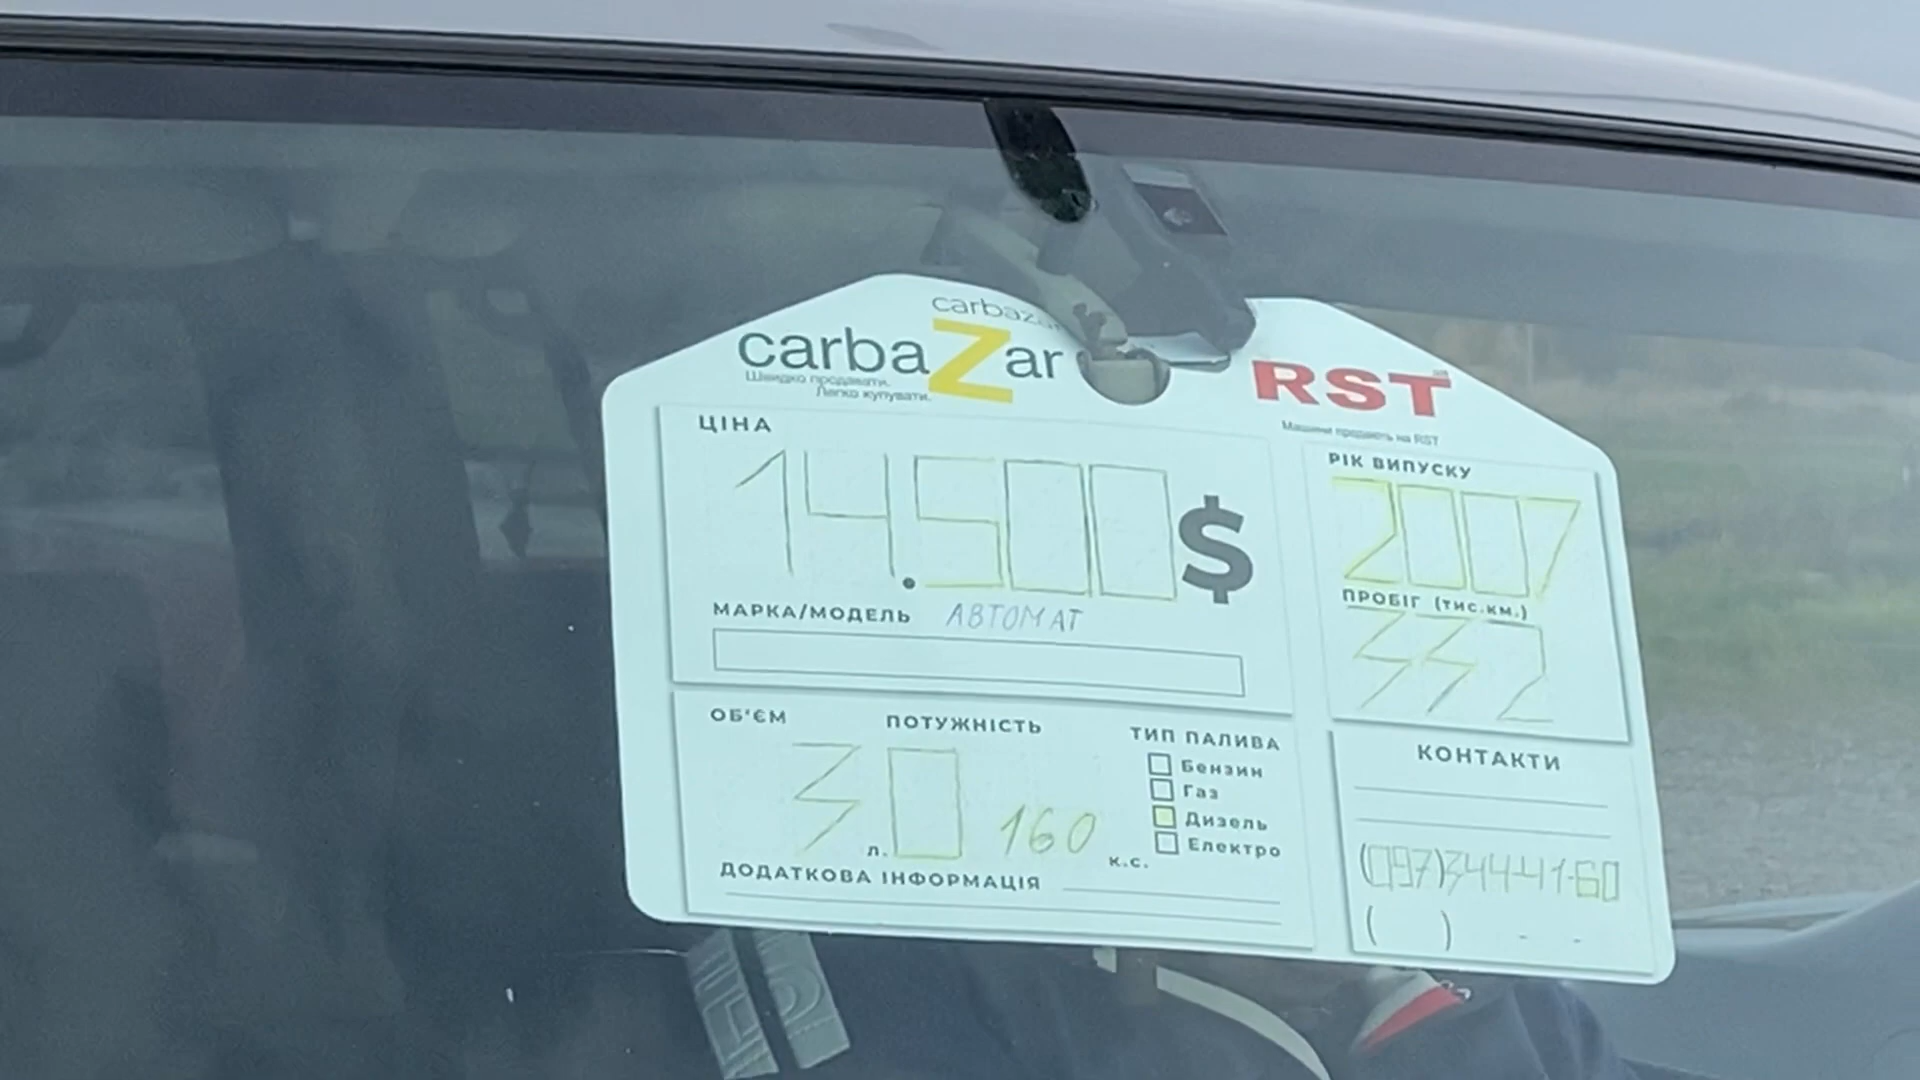 carbazar
carbaZar
Швидко продавати.
Легко купувати.
RST
Машини продають на RST
ЦІНА
14.500$
МАРКА/МОДЕЛЬ АВТОМАТ
РІК ВИПУСКУ
2007
ПРОБІГ (тис.км.)
332
ОБ'ЄМ
3.0 л.
ПОТУЖНІСТЬ
160 к.с.
ТИП ПАЛИВА
Бензин
Газ
Дизель
Електро
ДОДАТКОВА ІНФОРМАЦІЯ
КОНТАКТИ
(097)344-41-60
( ) - -